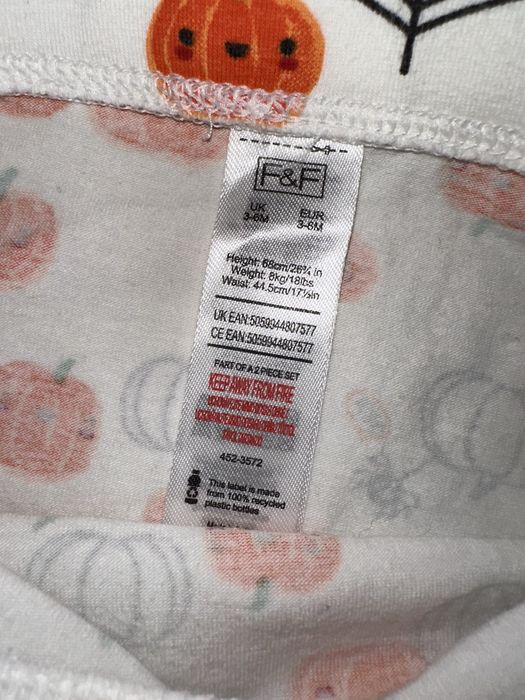 F&F
UK EUR
3-6M 3-6M
Height: 68cm/26¾ in
Weight: 8kg/18lbs
Waist: 44.5cm/17½in
UK EAN:5059944807577
CE EAN:5059944807577
PART OF A 2 PIECE SET
KEEP AWAY FROM FIRE
452-3572
This label is made
from 100% recycled
plastic bottles